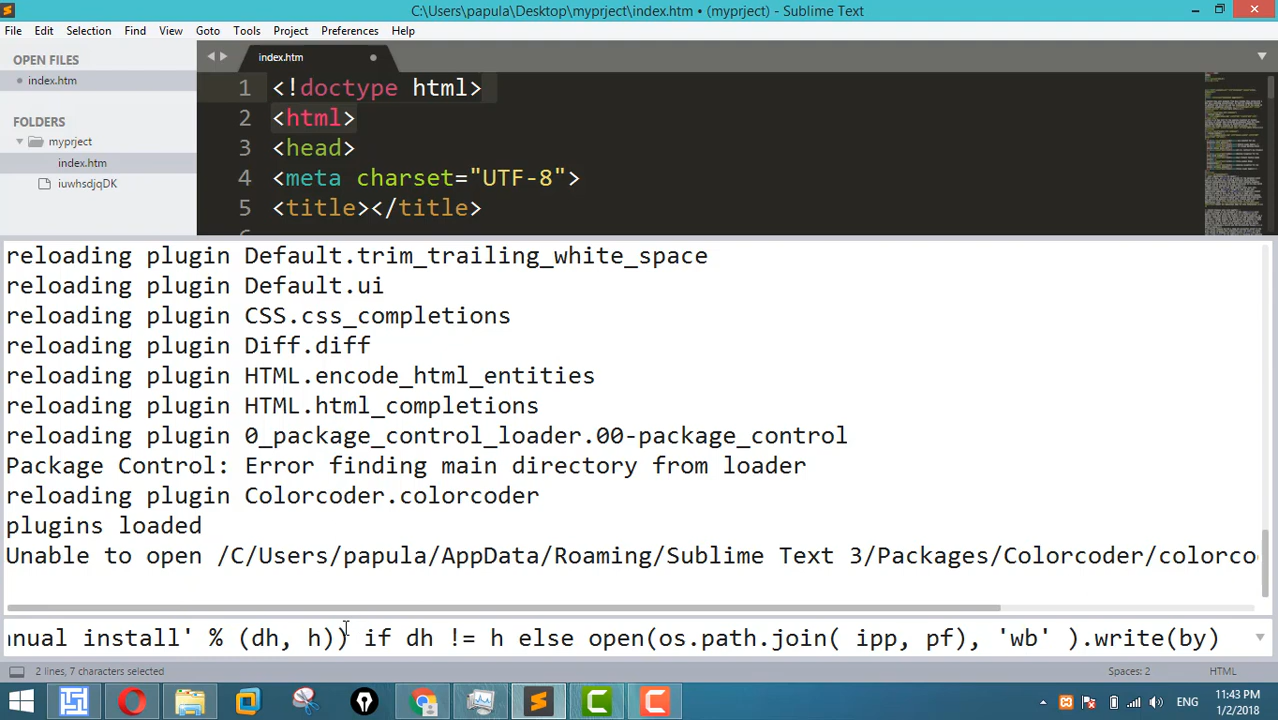 C:\Users\papula\Desktop\myprject\index.htm • (myprject) - Sublime Text
File Edit Selection Find View Goto Tools Project Preferences Help
OPEN FILES
index.htm
FOLDERS
myprject
index.htm
iuwhsdjqDK
index.htm
1 <!doctype html>
2 <html>
3 <head>
4 <meta charset="UTF-8">
5 <title></title>
reloading plugin Default.trim_trailing_white_space
reloading plugin Default.ui
reloading plugin CSS.css_completions
reloading plugin Diff.diff
reloading plugin HTML.encode_html_entities
reloading plugin HTML.html_completions
reloading plugin 0_package_control_loader.00-package_control
Package Control: Error finding main directory from loader
reloading plugin Colorcoder.colorcoder
plugins loaded
Unable to open /C/Users/papula/AppData/Roaming/Sublime Text 3/Packages/Colorcoder/colorco
nual install' % (dh, h)) if dh != h else open(os.path.join( ipp, pf), 'wb' ).write(by)
2 lines, 7 characters selected
Spaces: 2
HTML
ENG
11:43 PM
1/2/2018